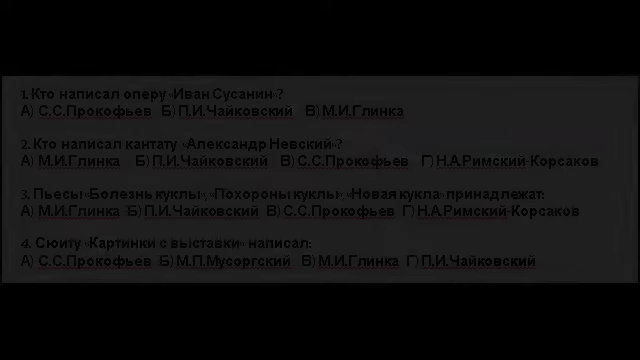 1. Кто написал оперу «Иван Сусанин»?
А) С.С.Прокофьев Б) П.И.Чайковский В) М.И.Глинка
2. Кто написал кантату «Александр Невский»?
А) М.И.Глинка Б) П.И.Чайковский В) С.С.Прокофьев Г) Н.А.Римский-Корсаков
3. Пьесы «Болезнь куклы», «Похороны куклы», «Новая кукла» принадлежат:
А) М.И.Глинка Б) П.И.Чайковский В) С.С.Прокофьев Г) Н.А.Римский-Корсаков
4. Сюиту «Картинки с выставки» написал:
А) С.С.Прокофьев Б) М.П.Мусоргский В) М.И.Глинка Г) П.И.Чайковский